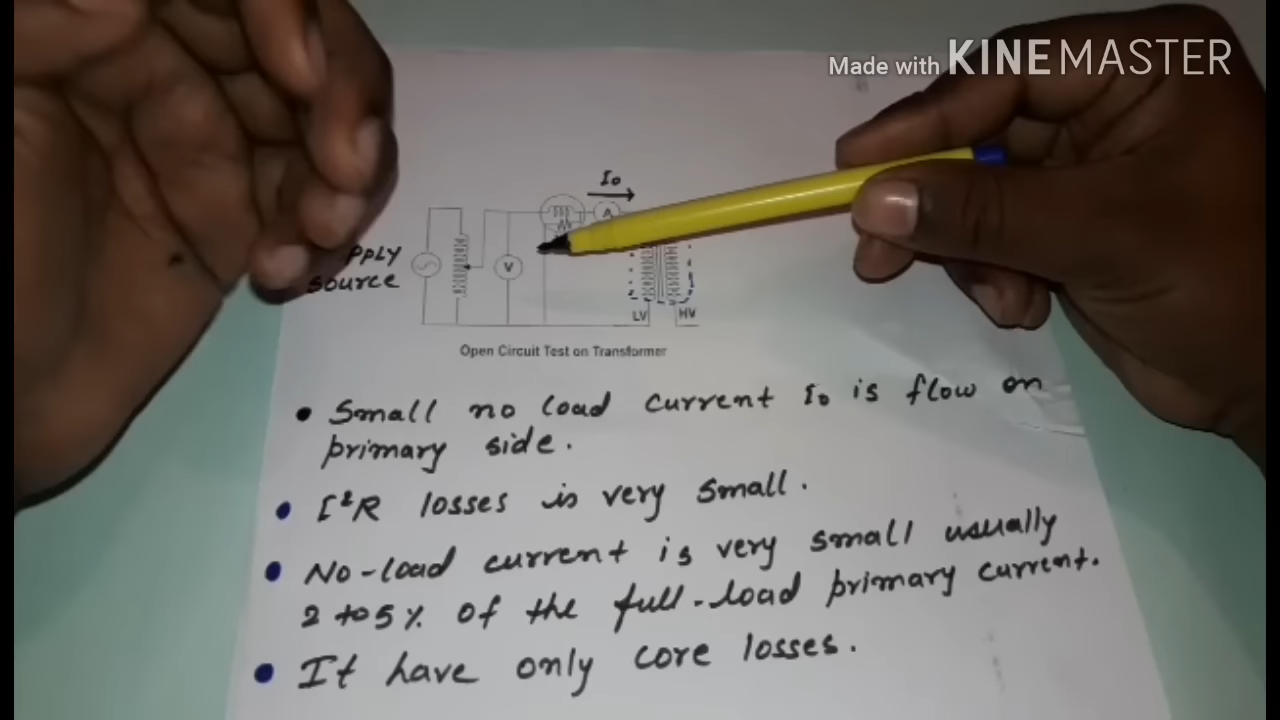 Made with KINEMASTER
Io
A
PPLY
source
V
LV HV
Open Circuit Test on Transformer
• Small no load current Io is flow on
primary side.
• I²R losses is very small.
• No-load current is very small usually
2 to 5% of the full-load primary current.
• It have only core losses.